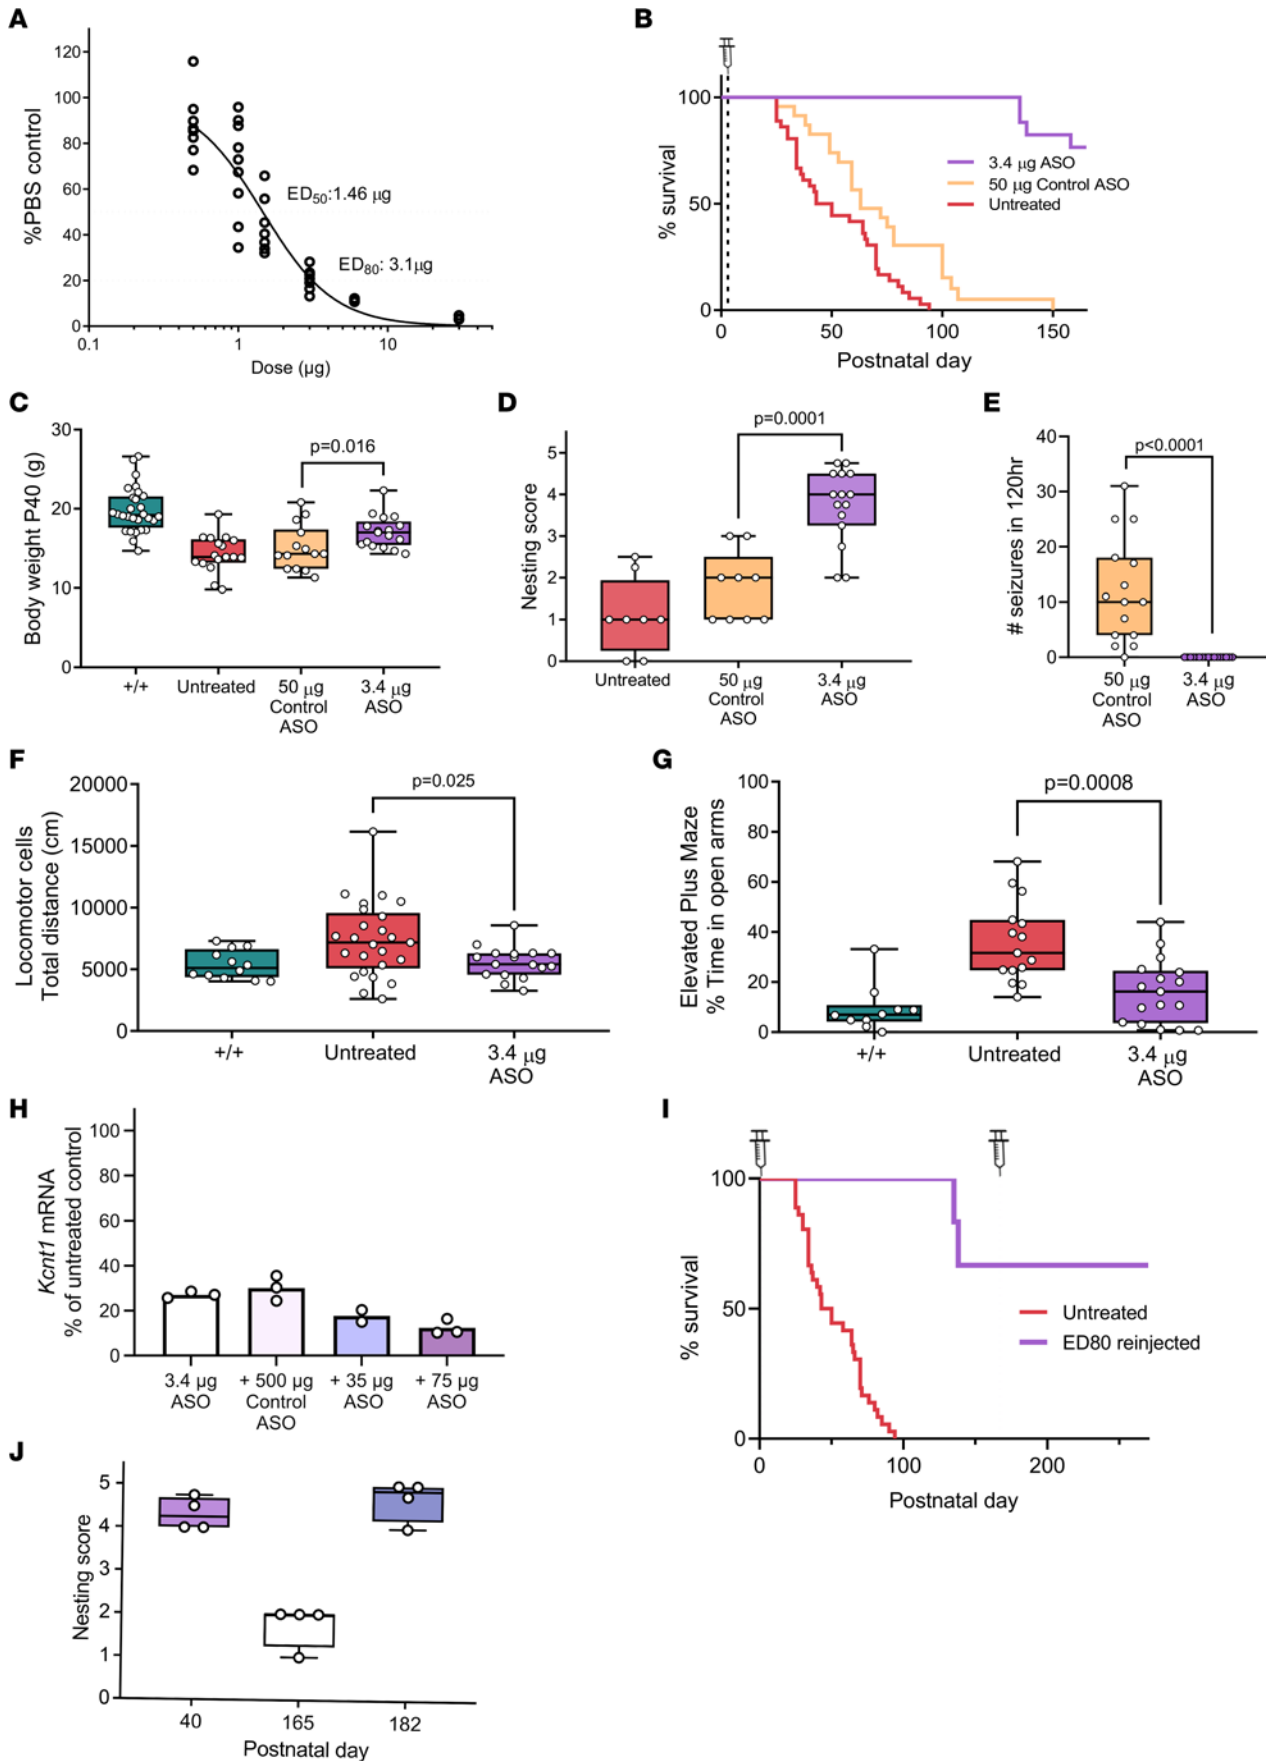 A
120
100
80
60
40
20
0
%PBS control
ED50:1.46 µg
ED80: 3.1µg
0.1
1
10
Dose (µg)
B
100
50
0
% survival
3.4 µg ASO
50 µg Control ASO
Untreated
0
50
100
150
Postnatal day
C
30
20
10
0
Body weight P40 (g)
p=0.016
+/+
Untreated
50 µg
Control
ASO
3.4 µg
ASO
D
5
4
3
2
1
0
Nesting score
p=0.0001
Untreated
50 µg
Control
ASO
3.4 µg
ASO
E
40
30
20
10
0
# seizures in 120hr
p<0.0001
50 µg
Control
ASO
3.4 µg
ASO
F
20000
15000
10000
5000
0
Locomotor cells
Total distance (cm)
p=0.025
+/+
Untreated
3.4 µg
ASO
G
100
80
60
40
20
0
Elevated Plus Maze
% Time in open arms
p=0.0008
+/+
Untreated
3.4 µg
ASO
H
100
80
60
40
20
0
Kcnt1 mRNA
% of untreated control
3.4 µg
ASO
+ 500 µg
Control
ASO
+ 35 µg
ASO
+ 75 µg
ASO
I
100
50
0
% survival
Untreated
ED80 reinjected
0
100
200
Postnatal day
J
5
4
3
2
1
0
Nesting score
40
165
182
Postnatal day